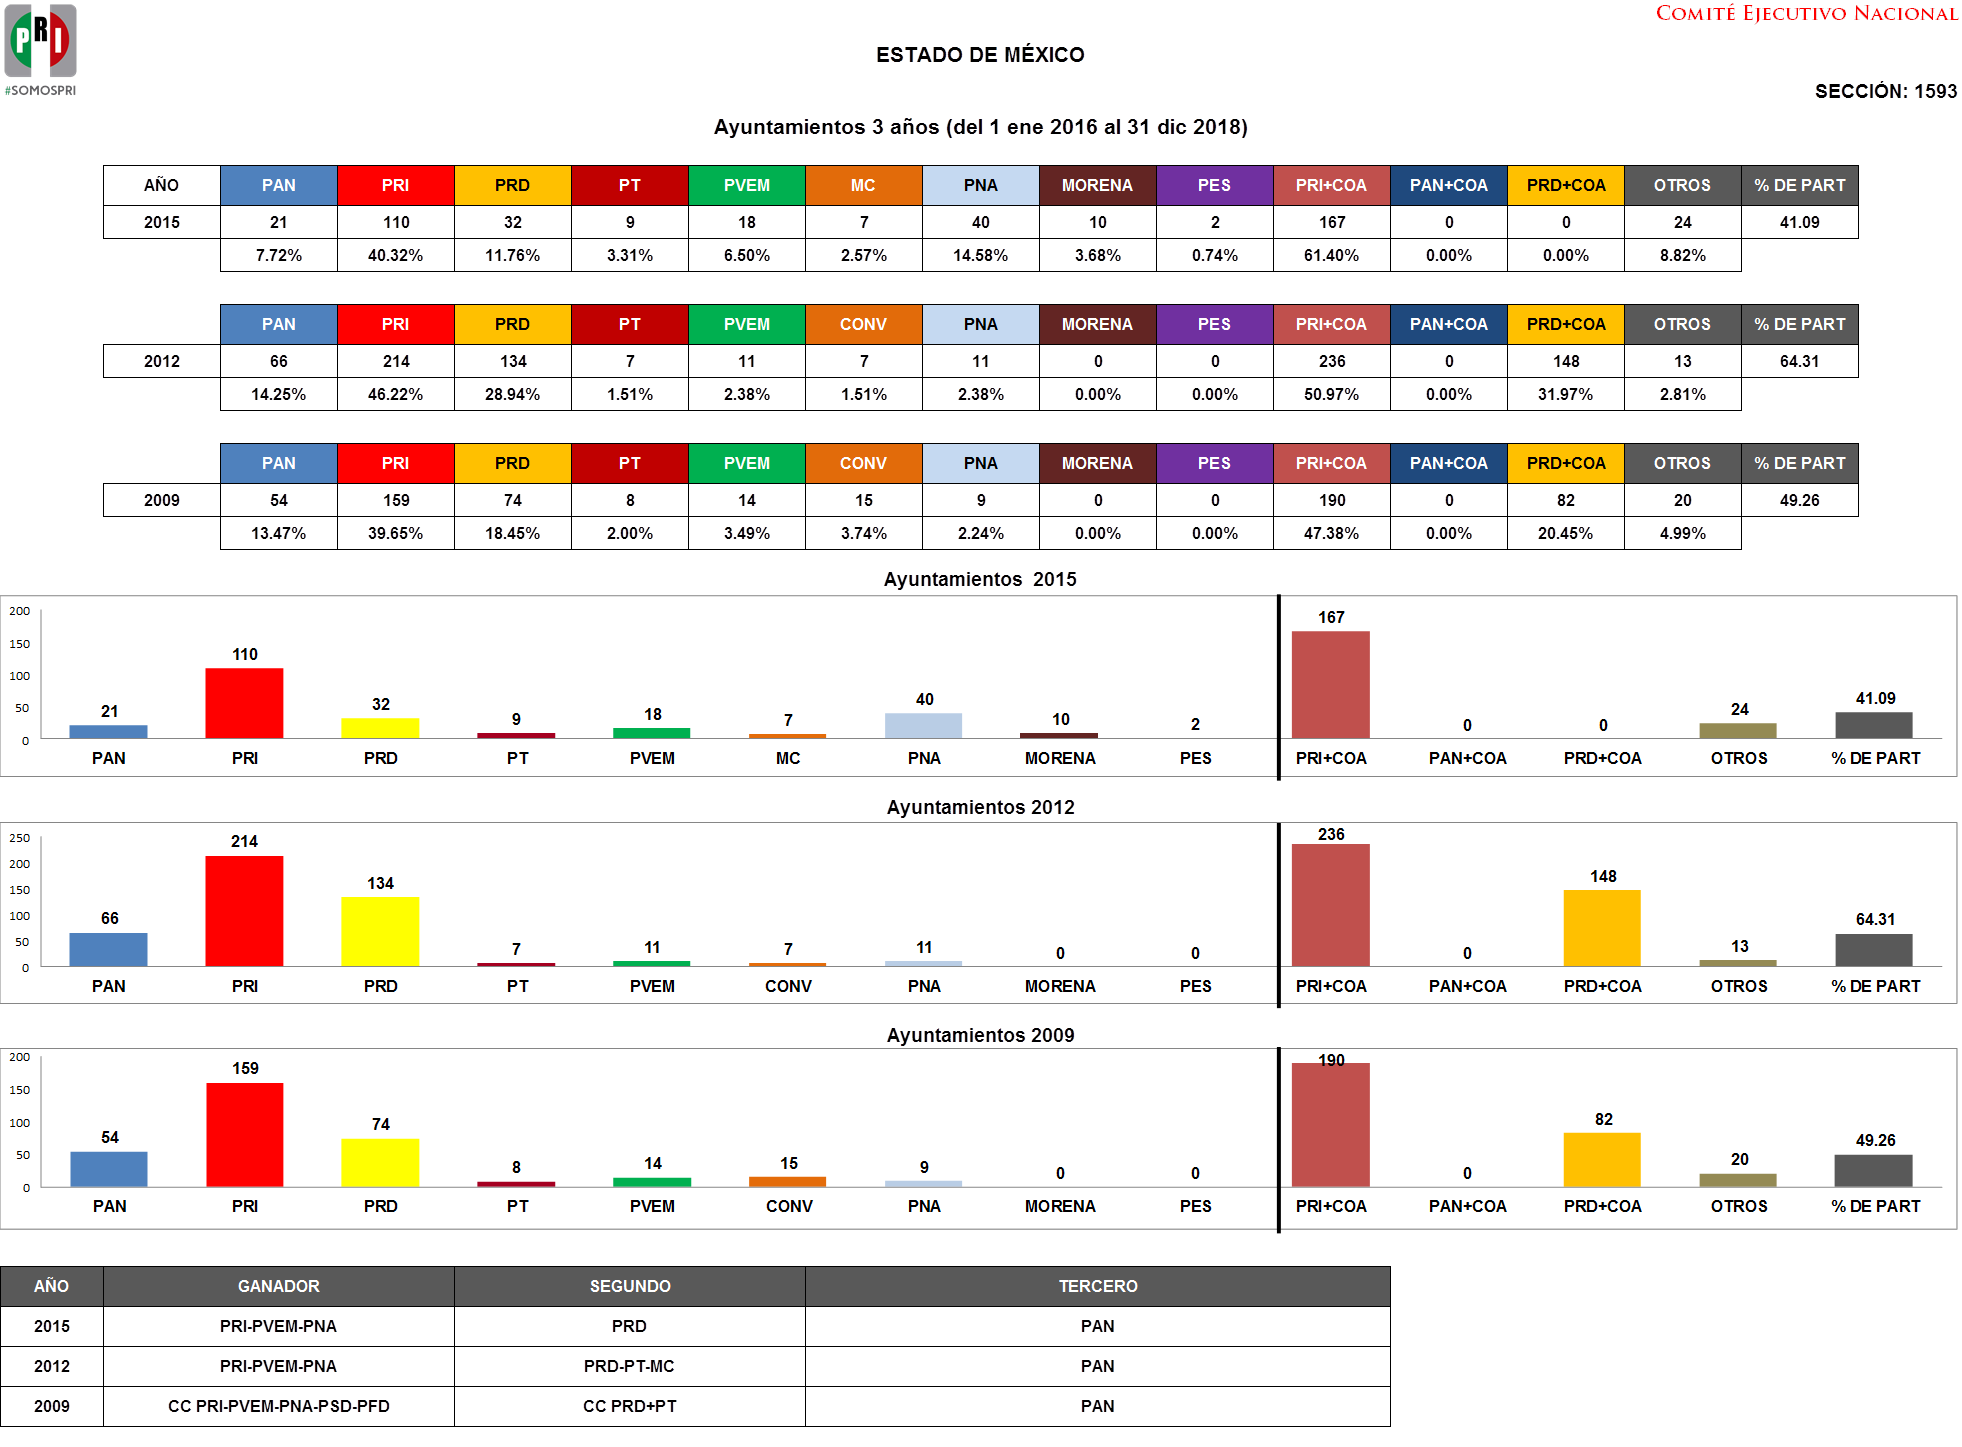 PRI
#SOMOSPRI
COMITÉ EJECUTIVO NACIONAL
ESTADO DE MÉXICO
SECCIÓN: 1593
Ayuntamientos 3 años (del 1 ene 2016 al 31 dic 2018)
AÑO PAN PRI PRD PT PVEM MC PNA MORENA PES PRI+COA PAN+COA PRD+COA OTROS % DE PART
2015 21 110 32 9 18 7 40 10 2 167 0 0 24 41.09
7.72% 40.32% 11.76% 3.31% 6.50% 2.57% 14.58% 3.68% 0.74% 61.40% 0.00% 0.00% 8.82%
PAN PRI PRD PT PVEM CONV PNA MORENA PES PRI+COA PAN+COA PRD+COA OTROS % DE PART
2012 66 214 134 7 11 7 11 0 0 236 0 148 13 64.31
14.25% 46.22% 28.94% 1.51% 2.38% 1.51% 2.38% 0.00% 0.00% 50.97% 0.00% 31.97% 2.81%
PAN PRI PRD PT PVEM CONV PNA MORENA PES PRI+COA PAN+COA PRD+COA OTROS % DE PART
2009 54 159 74 8 14 15 9 0 0 190 0 82 20 49.26
13.47% 39.65% 18.45% 2.00% 3.49% 3.74% 2.24% 0.00% 0.00% 47.38% 0.00% 20.45% 4.99%
Ayuntamientos 2015
200
150
100
50
0
21 110 32 9 18 7 40 10 2 167 0 0 24 41.09
PAN PRI PRD PT PVEM MC PNA MORENA PES PRI+COA PAN+COA PRD+COA OTROS % DE PART
Ayuntamientos 2012
250
200
150
100
50
0
66 214 134 7 11 7 11 0 0 236 0 148 13 64.31
PAN PRI PRD PT PVEM CONV PNA MORENA PES PRI+COA PAN+COA PRD+COA OTROS % DE PART
Ayuntamientos 2009
200
150
100
50
0
54 159 74 8 14 15 9 0 0 190 0 82 20 49.26
PAN PRI PRD PT PVEM CONV PNA MORENA PES PRI+COA PAN+COA PRD+COA OTROS % DE PART
AÑO GANADOR SEGUNDO TERCERO
2015 PRI-PVEM-PNA PRD PAN
2012 PRI-PVEM-PNA PRD-PT-MC PAN
2009 CC PRI-PVEM-PNA-PSD-PFD CC PRD+PT PAN